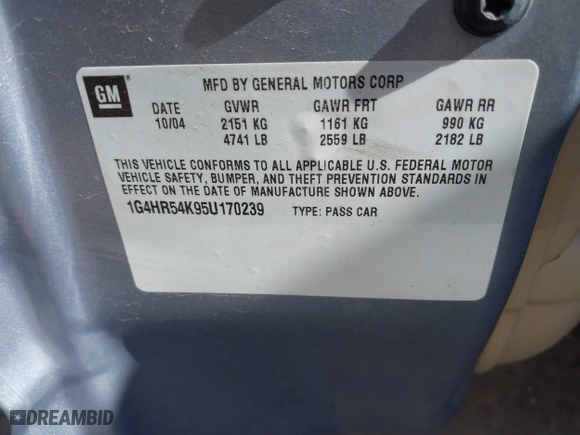 GM
MFD BY GENERAL MOTORS CORP
DATE GVWR GAWR FRT GAWR RR
10/04 2151 KG 1161 KG 990 KG
4741 LB 2559 LB 2182 LB
THIS VEHICLE CONFORMS TO ALL APPLICABLE U.S. FEDERAL MOTOR
VEHICLE SAFETY, BUMPER, AND THEFT PREVENTION STANDARDS IN
EFFECT ON THE DATE OF MANUFACTURE SHOWN ABOVE.
1G4HR54K95U170239 TYPE: PASS CAR
DREAMBID